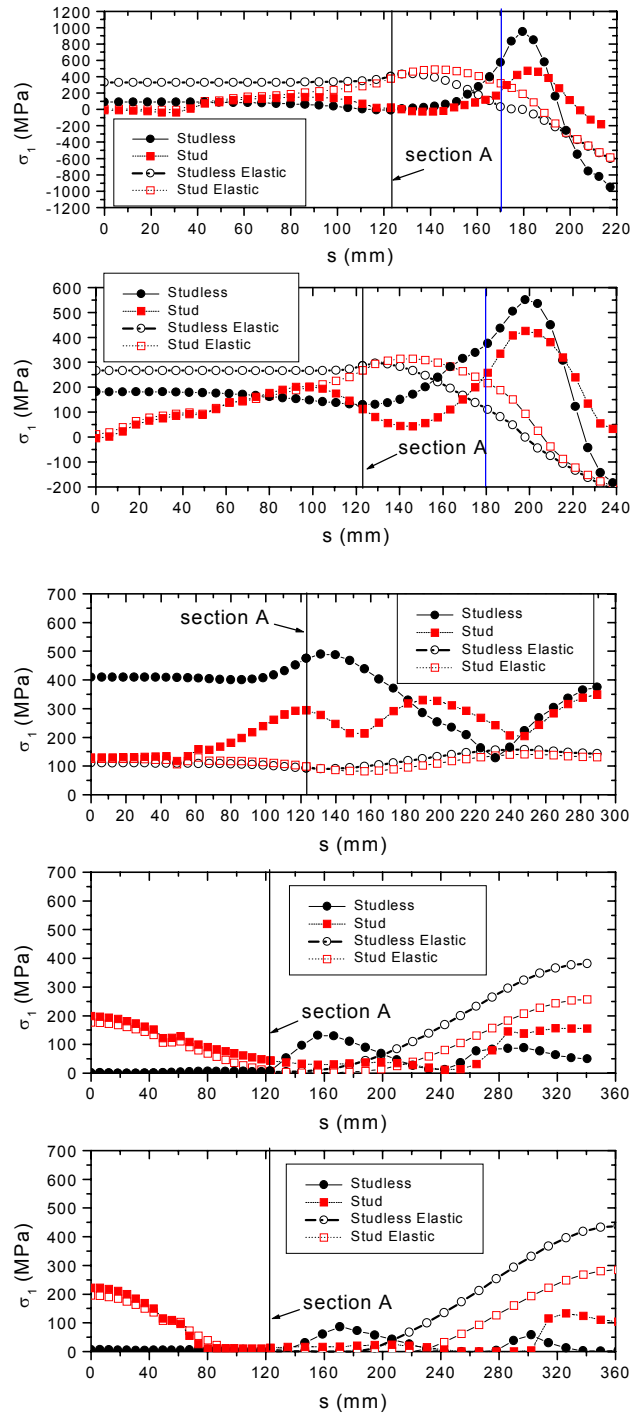 1200
1000
800
600
400
200
0
-200
-400
-600
-800
-1000
-1200
σ1 (MPa)
Studless
Stud
Studless Elastic
Stud Elastic
section A
0 20 40 60 80 100 120 140 160 180 200 220
s (mm)
600
500
400
300
200
100
0
-100
-200
σ1 (MPa)
Studless
Stud
Studless Elastic
Stud Elastic
section A
0 20 40 60 80 100 120 140 160 180 200 220 240
s (mm)
700
600
500
400
300
200
100
0
σ1 (MPa)
section A
Studless
Stud
Studless Elastic
Stud Elastic
0 20 40 60 80 100 120 140 160 180 200 220 240 260 280 300
s (mm)
700
600
500
400
300
200
100
0
σ1 (MPa)
Studless
Stud
Studless Elastic
Stud Elastic
section A
0 40 80 120 160 200 240 280 320 360
s (mm)
700
600
500
400
300
200
100
0
σ1 (MPa)
Studless
Stud
Studless Elastic
Stud Elastic
section A
0 40 80 120 160 200 240 280 320 360
s (mm)